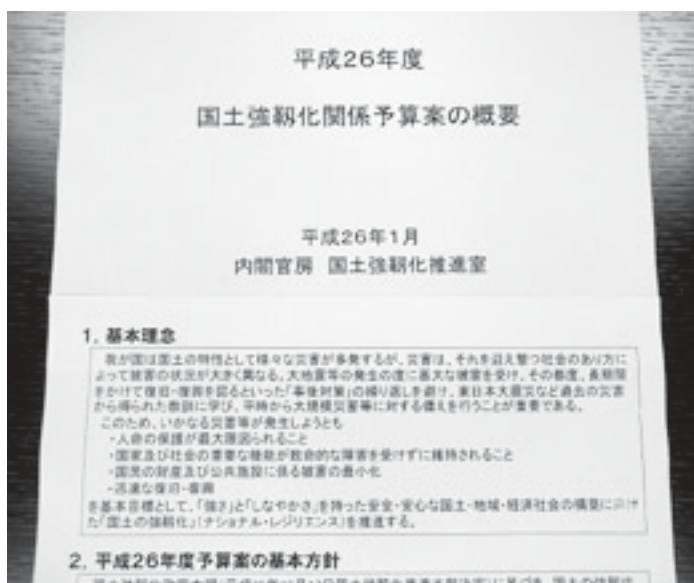 平成26年度
国土強靱化関係予算案の概要
平成26年1月
内閣官房 国土強靱化推進室
1. 基本理念
我が国は国土の特性として様々な災害が多発するが、災害は、それを迎え撃つ社会のあり方に
よって被害の状況が大きく異なる。大地震等の発生の度に甚大な被害を受け、その都度、長期間
をかけて復旧・復興を図るといった「事後対策」の繰り返しを避け、東日本大震災など過去の災害
から得られた教訓に学び、平時から大規模災害等に対する備えを行うことが重要である。
このため、いかなる災害等が発生しようとも
・人命の保護が最大限図られること
・国家及び社会の重要な機能が致命的な障害を受けずに維持されること
・国民の財産及び公共施設に係る被害の最小化
・迅速な復旧・復興
を基本目標として、「強さ」と「しなやかさ」を持った安全・安心な国土・地域・経済社会の構築に向け
た「国土の強靱化」(ナショナル・レジリエンス)を推進する。
2. 平成26年度予算案の基本方針